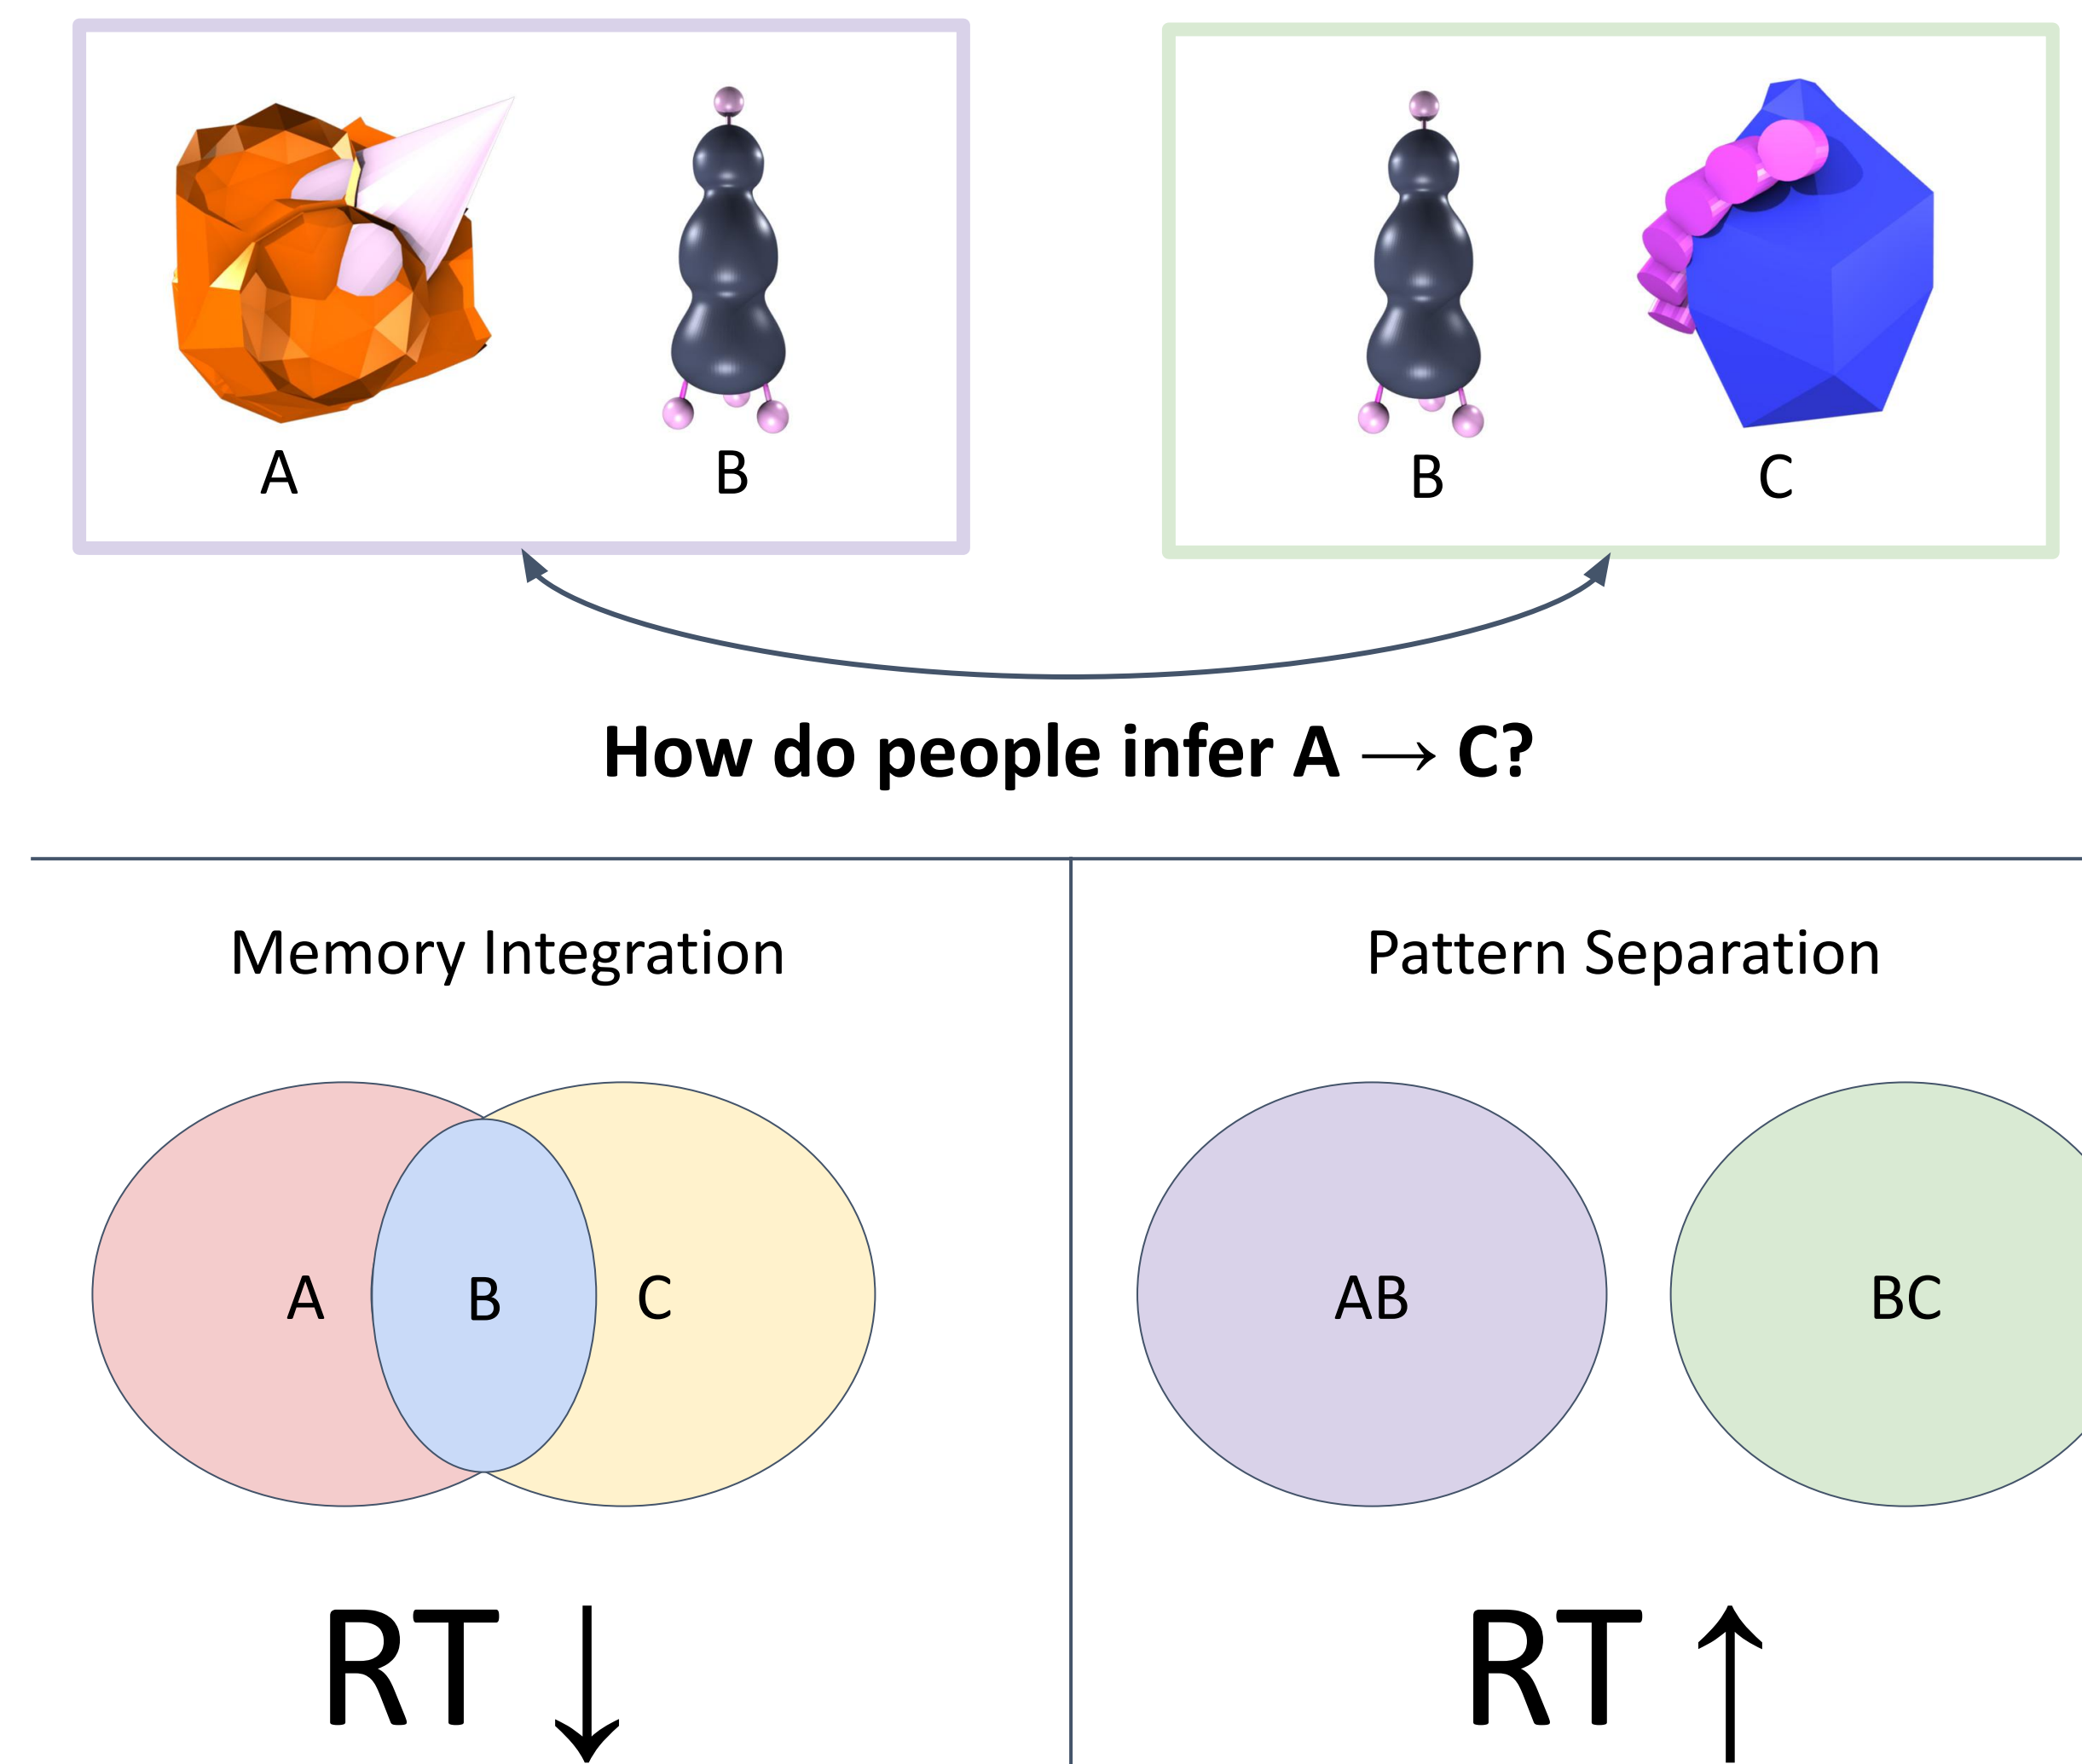 A B
B C
How do people infer A → C?
Memory Integration
Pattern Separation
A B C
AB
BC
RT ↓
RT ↑